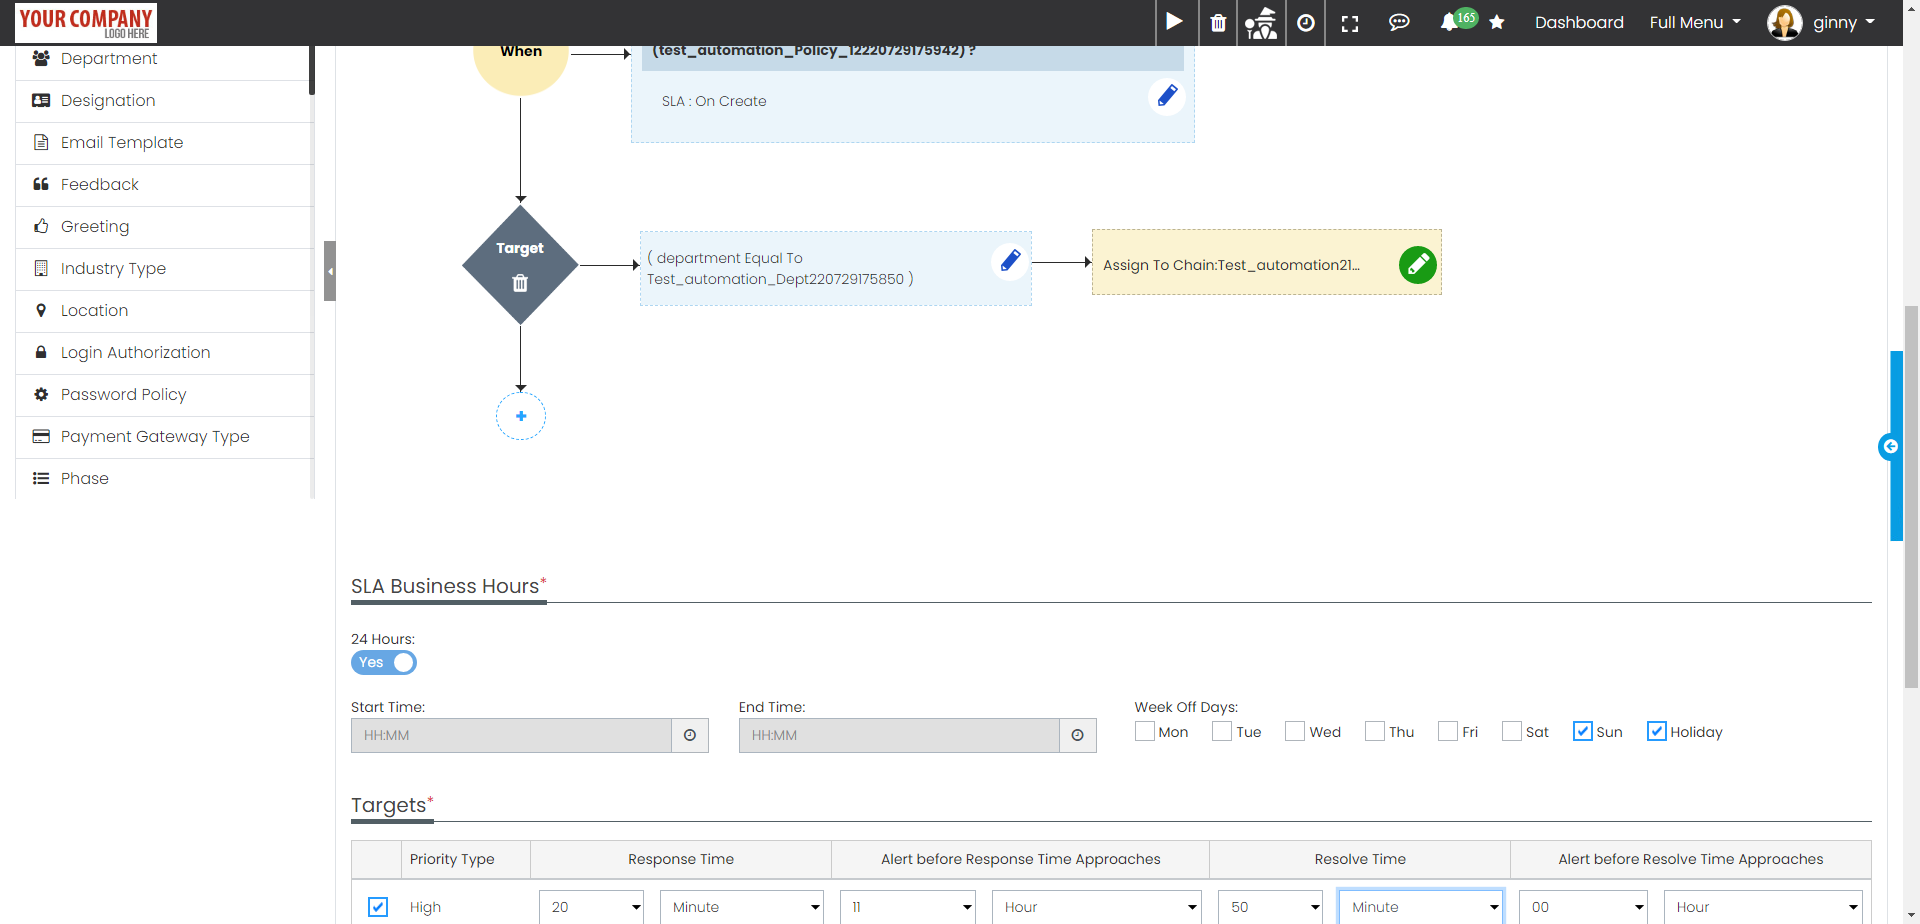 YOUR COMPANY
LOGO HERE
165
Dashboard
Full Menu
ginny
Department
Designation
Email Template
Feedback
Greeting
Industry Type
Location
Login Authorization
Password Policy
Payment Gateway Type
Phase
When
(test_automation_Policy_12220729175942) ?
SLA : On Create
Target
( department Equal To
Test_automation_Dept220729175850 )
Assign To Chain:Test_automation21...
SLA Business Hours*
24 Hours:
Yes
Start Time:
End Time:
Week Off Days:
HH:MM
HH:MM
Mon
Tue
Wed
Thu
Fri
Sat
Sun
Holiday
Targets*
Priority Type
Response Time
Alert before Response Time Approaches
Resolve Time
Alert before Resolve Time Approaches
High
20
Minute
11
Hour
50
Minute
00
Hour